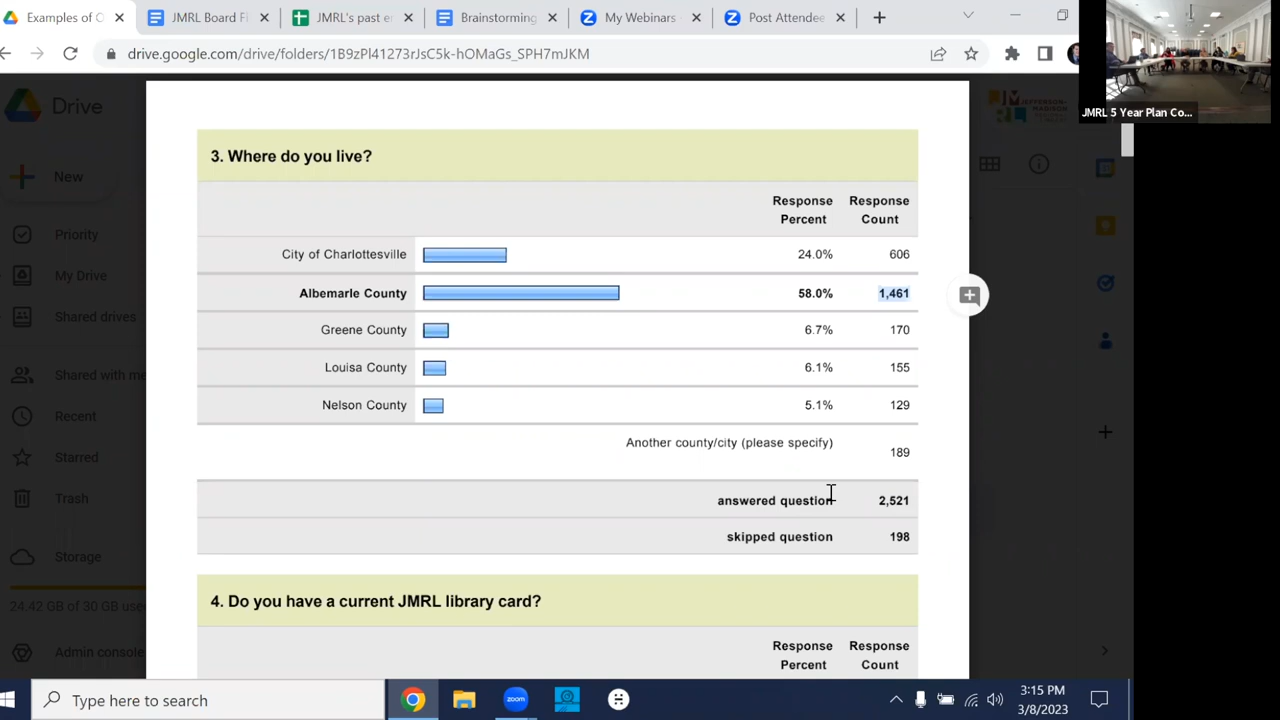 Examples of O
JMRL Board Fi
JMRL's past e
Brainstorming
My Webinars -
Post Attendee
drive.google.com/drive/folders/1B9zPl41273rJsC5k-hOMaGs_SPH7mJKM
JMRL 5 Year Plan Co...
Drive
New
Priority
My Drive
Shared drives
Shared with me
Recent
Starred
Trash
Storage
24.42 GB of 30 GB used
Admin console
JEFFERSON-
MADISON
3. Where do you live?
Response Percent Response Count
City of Charlottesville 24.0% 606
Albemarle County 58.0% 1,461
Greene County 6.7% 170
Louisa County 6.1% 155
Nelson County 5.1% 129
Another county/city (please specify) 189
answered question 2,521
skipped question 198
4. Do you have a current JMRL library card?
Response Percent Response Count
Type here to search
zoom
3:15 PM
3/8/2023